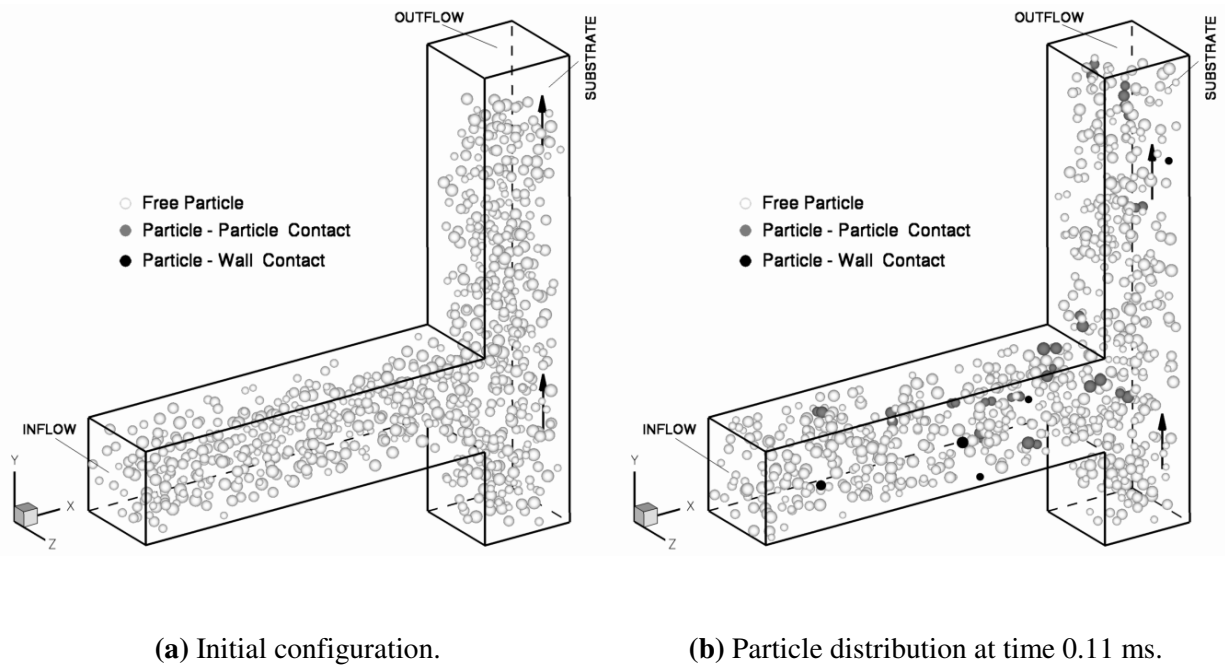 OUTFLOW
SUBSTRATE
Free Particle
Particle - Particle Contact
Particle - Wall Contact
INFLOW
Y
X
Z
(a) Initial configuration.
OUTFLOW
SUBSTRATE
Free Particle
Particle - Particle Contact
Particle - Wall Contact
INFLOW
Y
X
Z
(b) Particle distribution at time 0.11 ms.